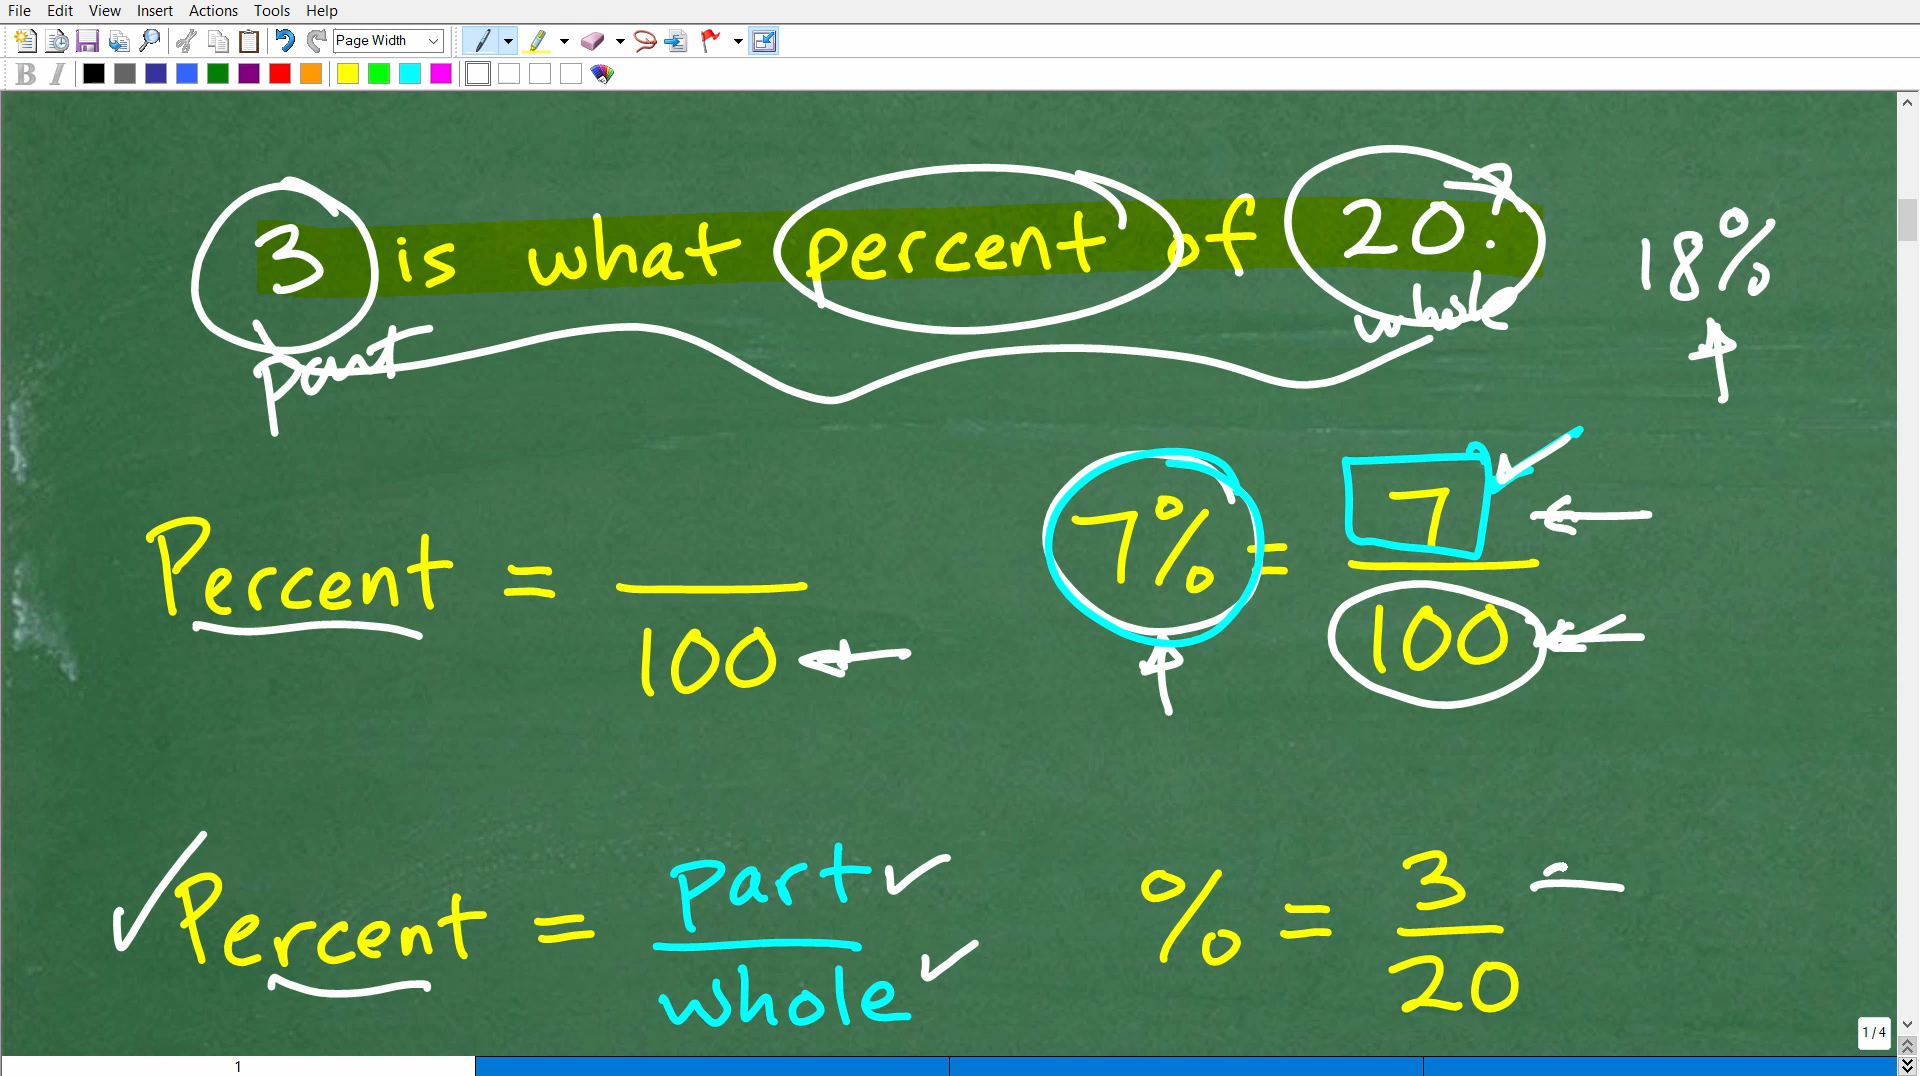 File Edit View Insert Actions Tools Help
Page Width
B I
3 is what percent of 20?
18%
part
whole
Percent = 
100
7% = 7
100
Percent = part
whole
% = 3
20
1/4
1